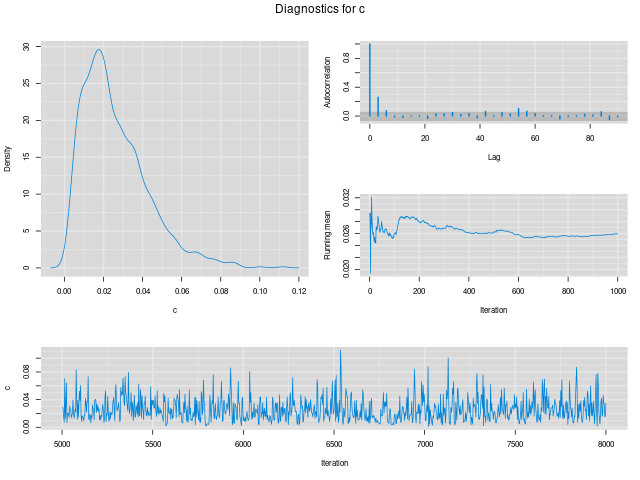 Diagnostics for c
Density
0 5 10 15 20 25 30
0.00 0.02 0.04 0.06 0.08 0.10 0.12
c
Autocorrelation
0.0 0.4 0.8
0 20 40 60 80
Lag
Running mean
0.020 0.026 0.032
0 200 400 600 800 1000
Iteration
c
0.00 0.04 0.08
5000 5500 6000 6500 7000 7500 8000
Iteration